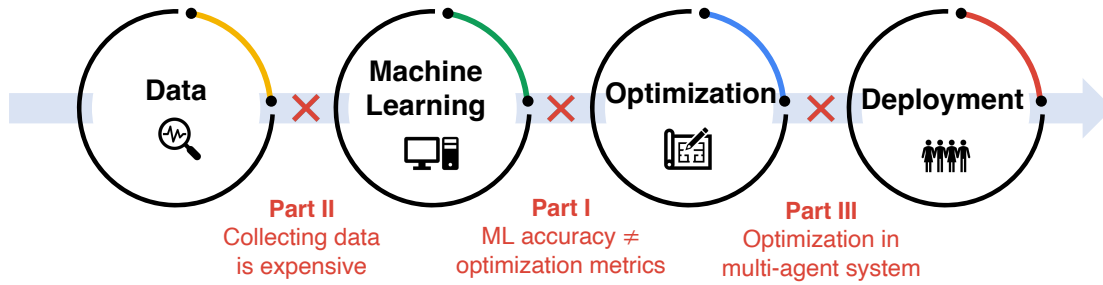 Data
Machine
Learning
Optimization
Deployment
Part II
Collecting data
is expensive
Part I
ML accuracy ≠
optimization metrics
Part III
Optimization in
multi-agent system